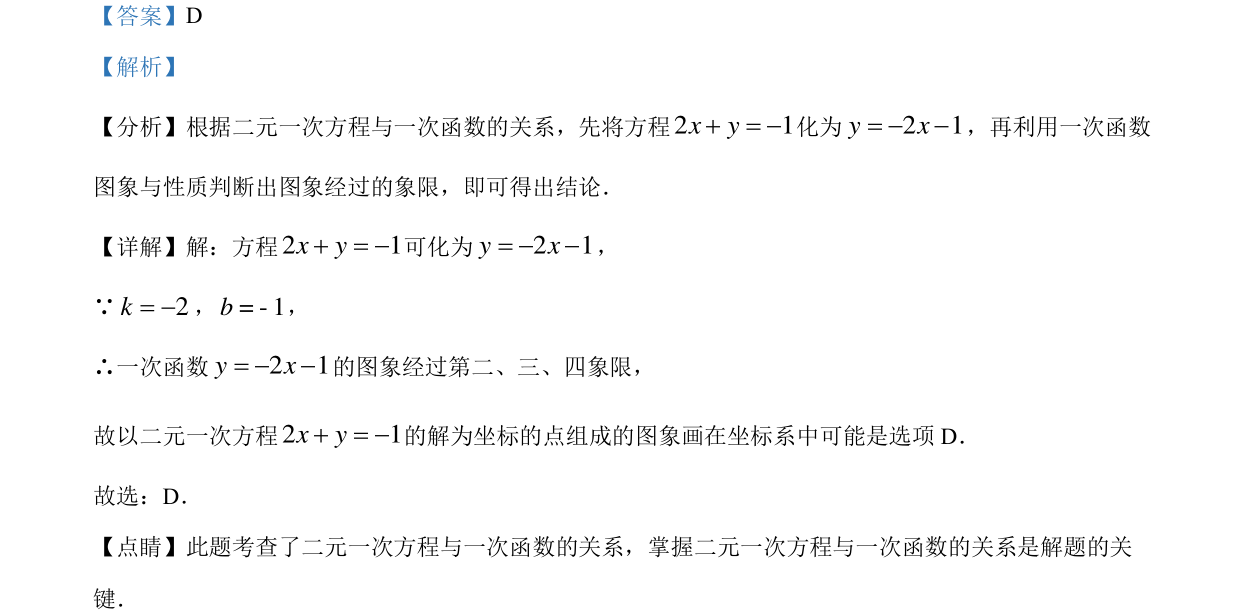 【答案】D
【解析】
【分析】根据二元一次方程与一次函数的关系，先将方程2x+y=−1化为y=−2x−1，再利用一次函数
图象与性质判断出图象经过的象限，即可得出结论．
【详解】解：方程2x+y=−1可化为y=−2x−1，
∵k=−2，b=-1，
∴一次函数y=−2x−1的图象经过第二、三、四象限，
故以二元一次方程2x+y=−1的解为坐标的点组成的图象画在坐标系中可能是选项 D．
故选：D．
【点睛】此题考查了二元一次方程与一次函数的关系，掌握二元一次方程与一次函数的关系是解题的关
键．